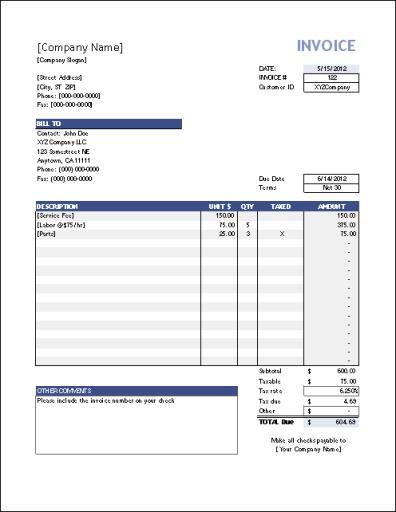 [Company Name] INVOICE
[Company Slogan]
DATE: 5/15/2012
[Street Address] INVOICE # 122
[City, ST ZIP] Customer ID XYZCompany
Phone: [000-000-0000]
Fax: [000-000-0000]
BILL TO
Contact: John Doe
XYZ Company LLC
123 Somestreet NE
Anytown, CA 11111
Phone: (000) 000-0000
Fax: (000) 000-0000
Due Date 6/14/2012
Terms Net 30
DESCRIPTION UNIT $ QTY TAXED AMOUNT
[Service Fee] 150.00 150.00
[Labor @$75/hr] 75.00 5 375.00
[Parts] 25.00 3 X 75.00
-
-
-
-
-
-
-
-
-
-
-
-
Subtotal $ 600.00
Taxable $ 75.00
OTHER COMMENTS Tax rate 6.250%
Please include the invoice number on your check Tax due $ 4.69
Other $ -
TOTAL Due $ 604.69
Make all checks payable to
[Your Company Name]